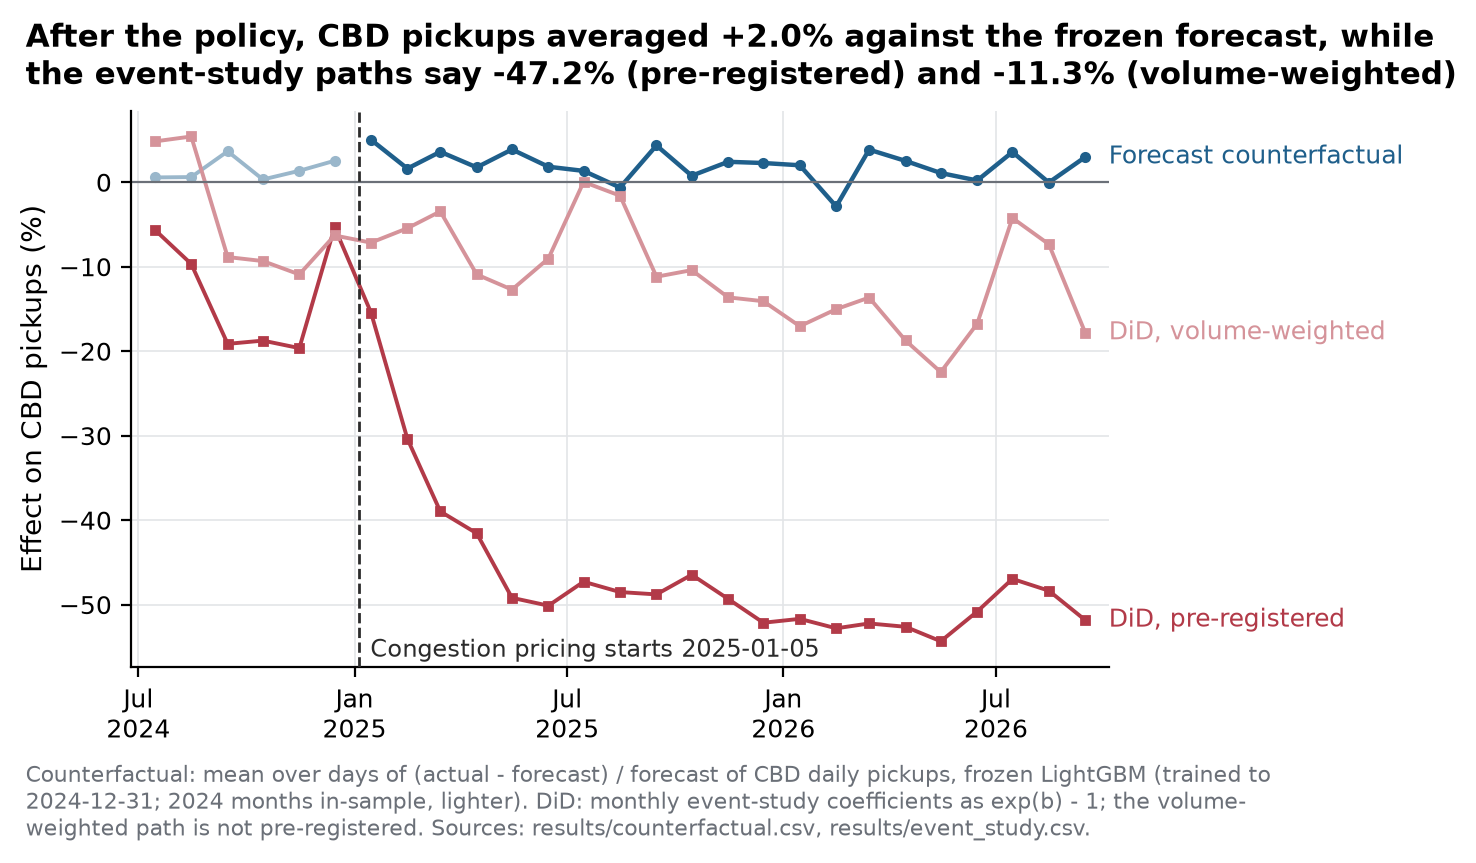 After the policy, CBD pickups averaged +2.0% against the frozen forecast, while
the event-study paths say -47.2% (pre-registered) and -11.3% (volume-weighted)
Effect on CBD pickups (%)
0
−10
−20
−30
−40
−50
Forecast counterfactual
DiD, volume-weighted
DiD, pre-registered
Congestion pricing starts 2025-01-05
Jul
2024
Jan
2025
Jul
2025
Jan
2026
Jul
2026
Counterfactual: mean over days of (actual - forecast) / forecast of CBD daily pickups, frozen LightGBM (trained to
2024-12-31; 2024 months in-sample, lighter). DiD: monthly event-study coefficients as exp(b) - 1; the volume-
weighted path is not pre-registered. Sources: results/counterfactual.csv, results/event_study.csv.